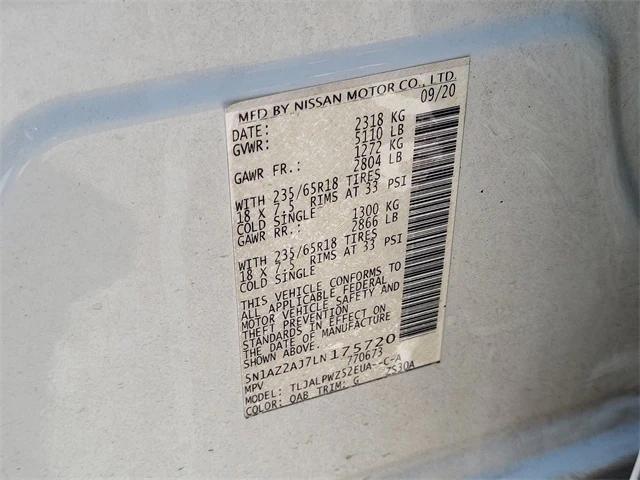 MFD BY NISSAN MOTOR CO., LTD.
DATE: 09/20
GVWR: 2318 KG
5110 LB
GAWR FR.: 1272 KG
2804 LB
WITH 235/65R18 TIRES
18 X 7.5 RIMS AT 33 PSI
COLD SINGLE
GAWR RR.: 1300 KG
2866 LB
WITH 235/65R18 TIRES
18 X 7.5 RIMS AT 33 PSI
COLD SINGLE
THIS VEHICLE CONFORMS TO
ALL APPLICABLE FEDERAL
MOTOR VEHICLE SAFETY AND
THEFT PREVENTION
STANDARDS IN EFFECT ON
THE DATE OF MANUFACTURE
SHOWN ABOVE.
5N1AZ2AJ7LN175720
MPV 770673
MODEL: TLJALPWZ52EUA--C-A
COLOR: QAB TRIM: G